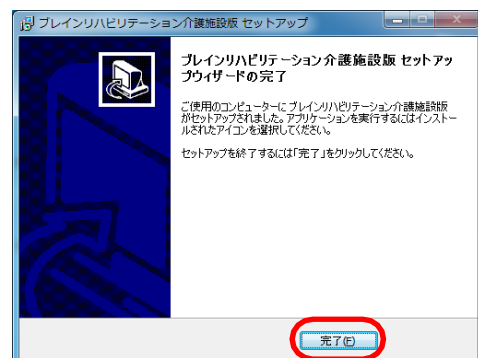 ブレインリハビリテーション介護施設版 セットアップ
ブレインリハビリテーション介護施設版 セットアッ
プウィザードの完了
ご使用のコンピューターにブレインリハビリテーション介護施設版
がセットアップされました。アプリケーションを実行するにはインストー
ルされたアイコンを選択してください。
セットアップを終了するには「完了」をクリックしてください。
完了(F)